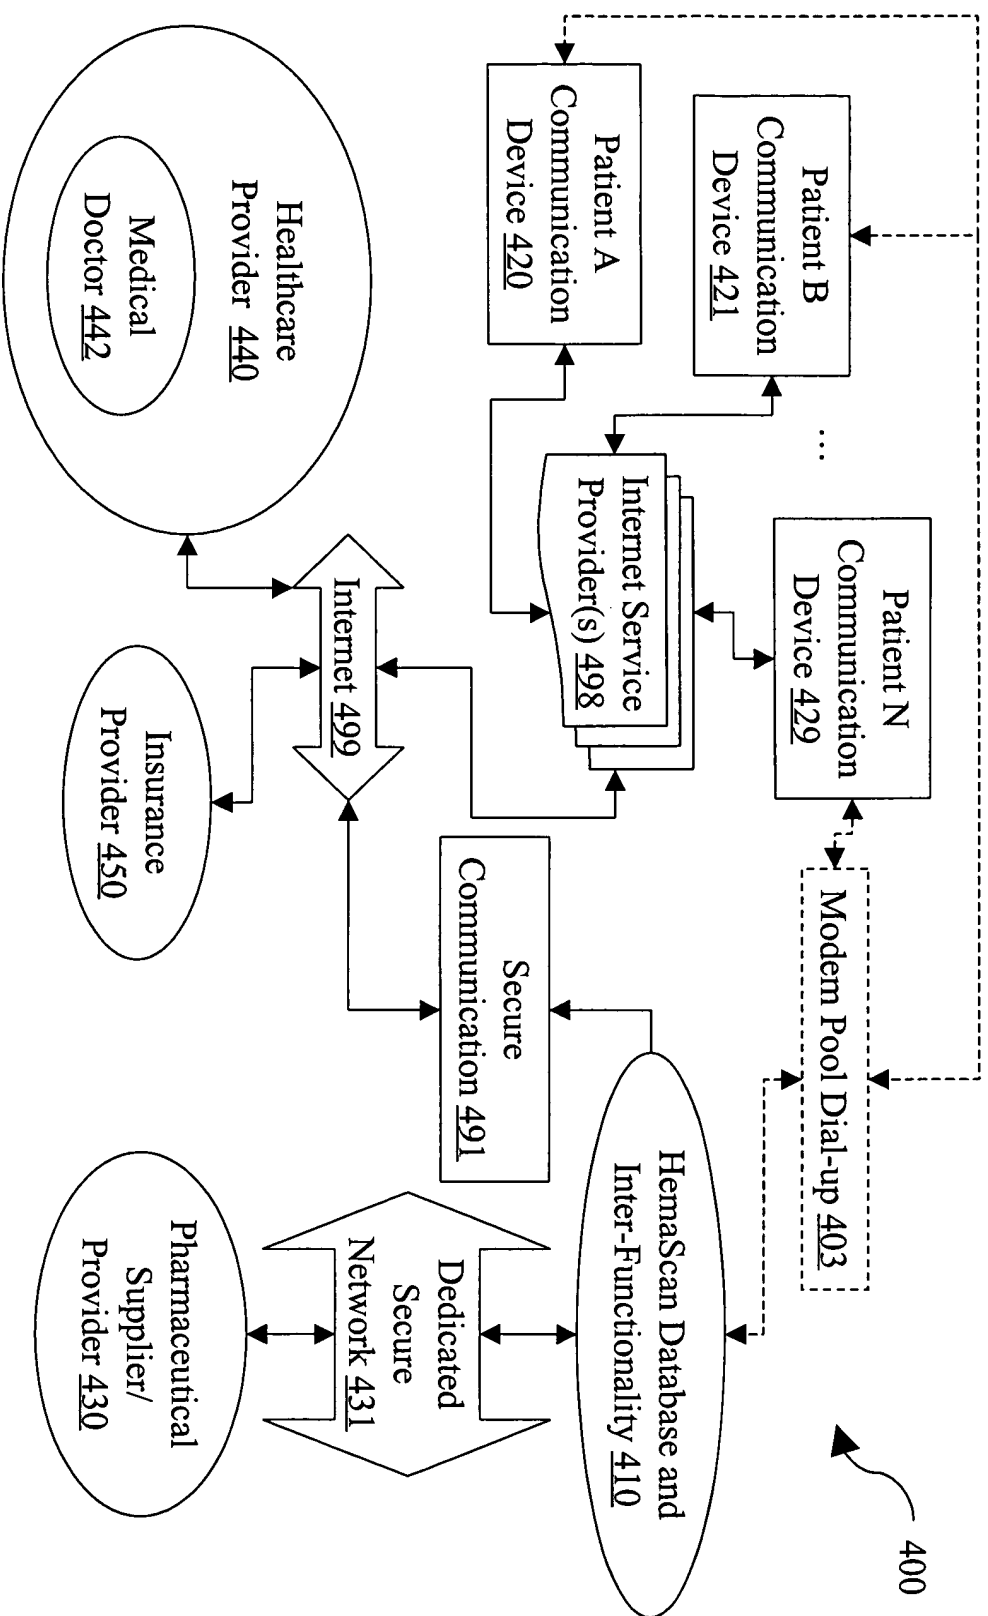 400
Patient N
Communication
Device 429
Modem Pool Dial-up 403
Patient B
Communication
Device 421
...
HemaScan Database and
Inter-Functionality 410
Internet Service
Provider(s) 498
Patient A
Communication
Device 420
Secure
Communication 491
Dedicated
Secure
Network 431
Internet 499
Healthcare
Provider 440
Medical
Doctor 442
Insurance
Provider 450
Pharmaceutical
Supplier/
Provider 430